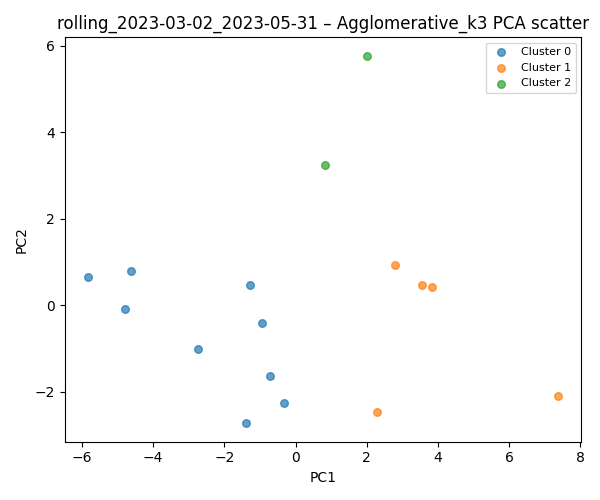 rolling_2023-03-02_2023-05-31 – Agglomerative_k3 PCA scatter
Cluster 0
Cluster 1
Cluster 2
6
4
2
0
−2
PC2
−6
−4
−2
0
2
4
6
8
PC1